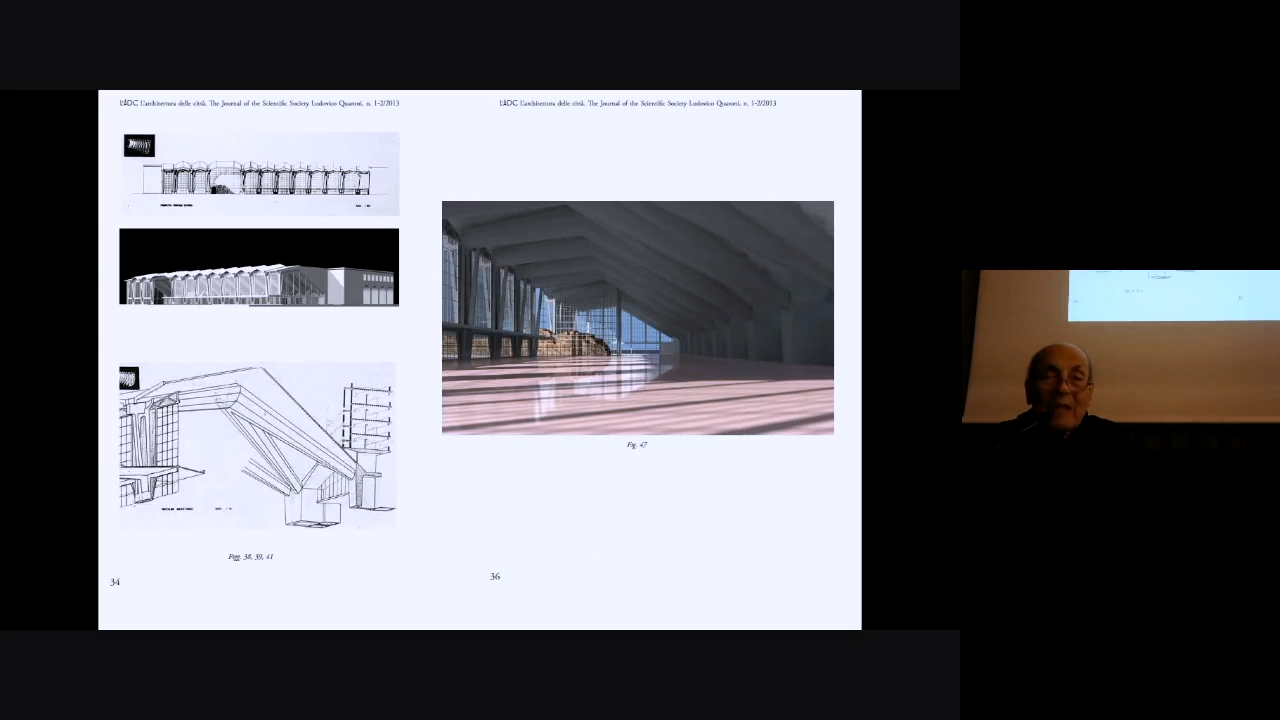 L'ADC L'architettura delle città. The Journal of the Scientific Society Ludovico Quaroni, n. 1-2/2013
Figg. 38, 39, 41
34
L'ADC L'architettura delle città. The Journal of the Scientific Society Ludovico Quaroni, n. 1-2/2013
Fig. 47
36